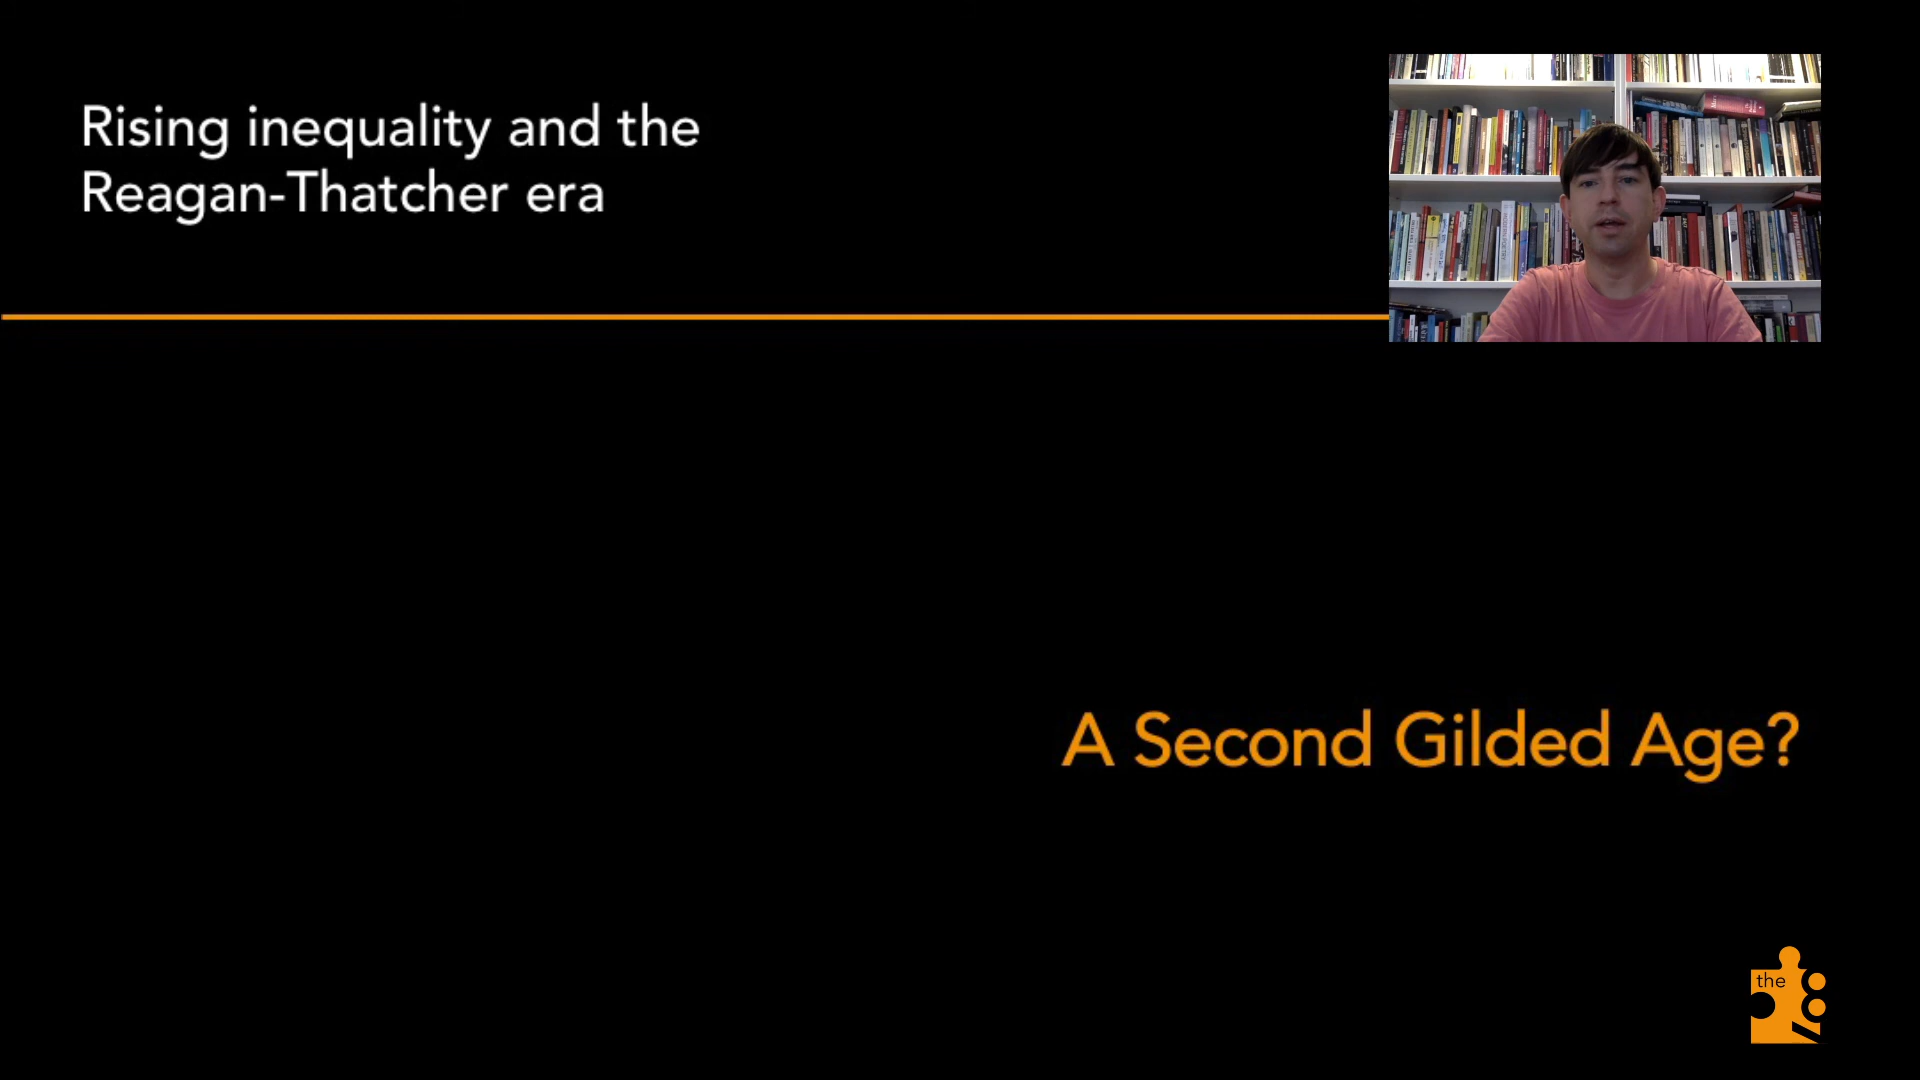 Rising inequality and the
Reagan-Thatcher era
A Second Gilded Age?
the